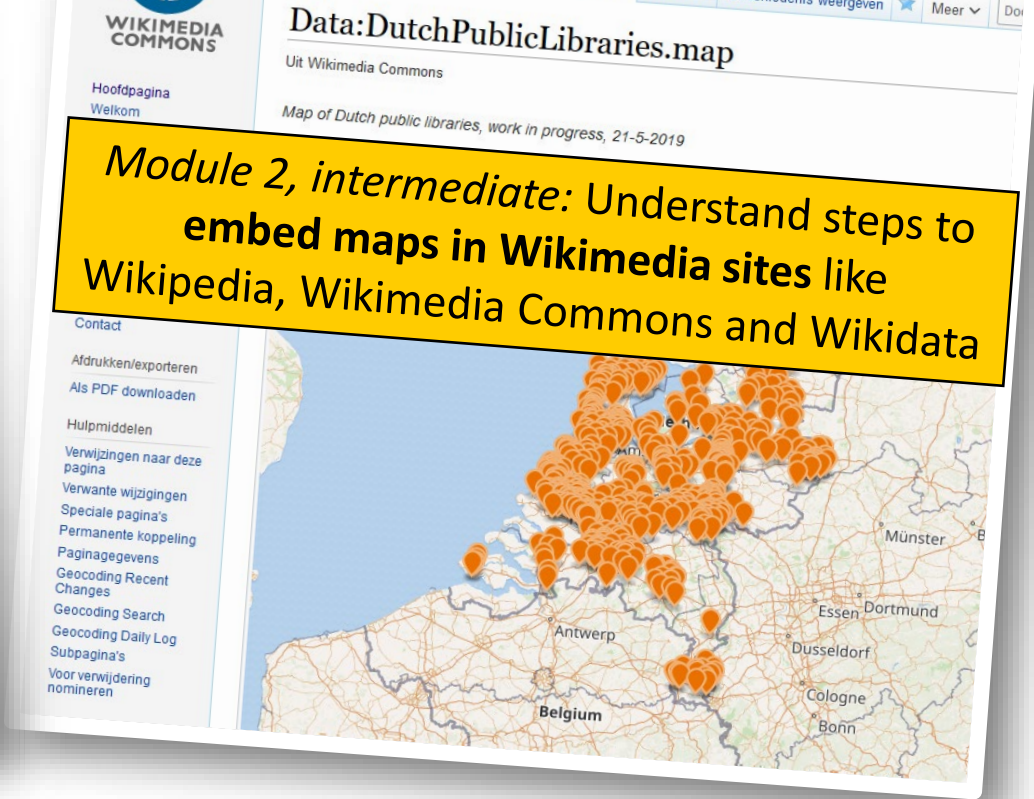 WIKIMEDIA
COMMONS
Hoofdpagina
Welkom
weergeven
Meer
Data:DutchPublicLibraries.map
Uit Wikimedia Commons
Map of Dutch public libraries, work in progress, 21-5-2019
Module 2, intermediate: Understand steps to
embed maps in Wikimedia sites like
Wikipedia, Wikimedia Commons and Wikidata
Contact
Afdrukken/exporteren
Als PDF downloaden
Hulpmiddelen
Verwijzingen naar deze
pagina
Verwante wijzigingen
Speciale pagina's
Permanente koppeling
Paginagegevens
Geocoding Recent
Changes
Geocoding Search
Geocoding Daily Log
Subpagina's
Voor verwijdering
nomineren
Münster
Essen
Dortmund
Antwerp
Dusseldorf
Cologne
Belgium
Bonn